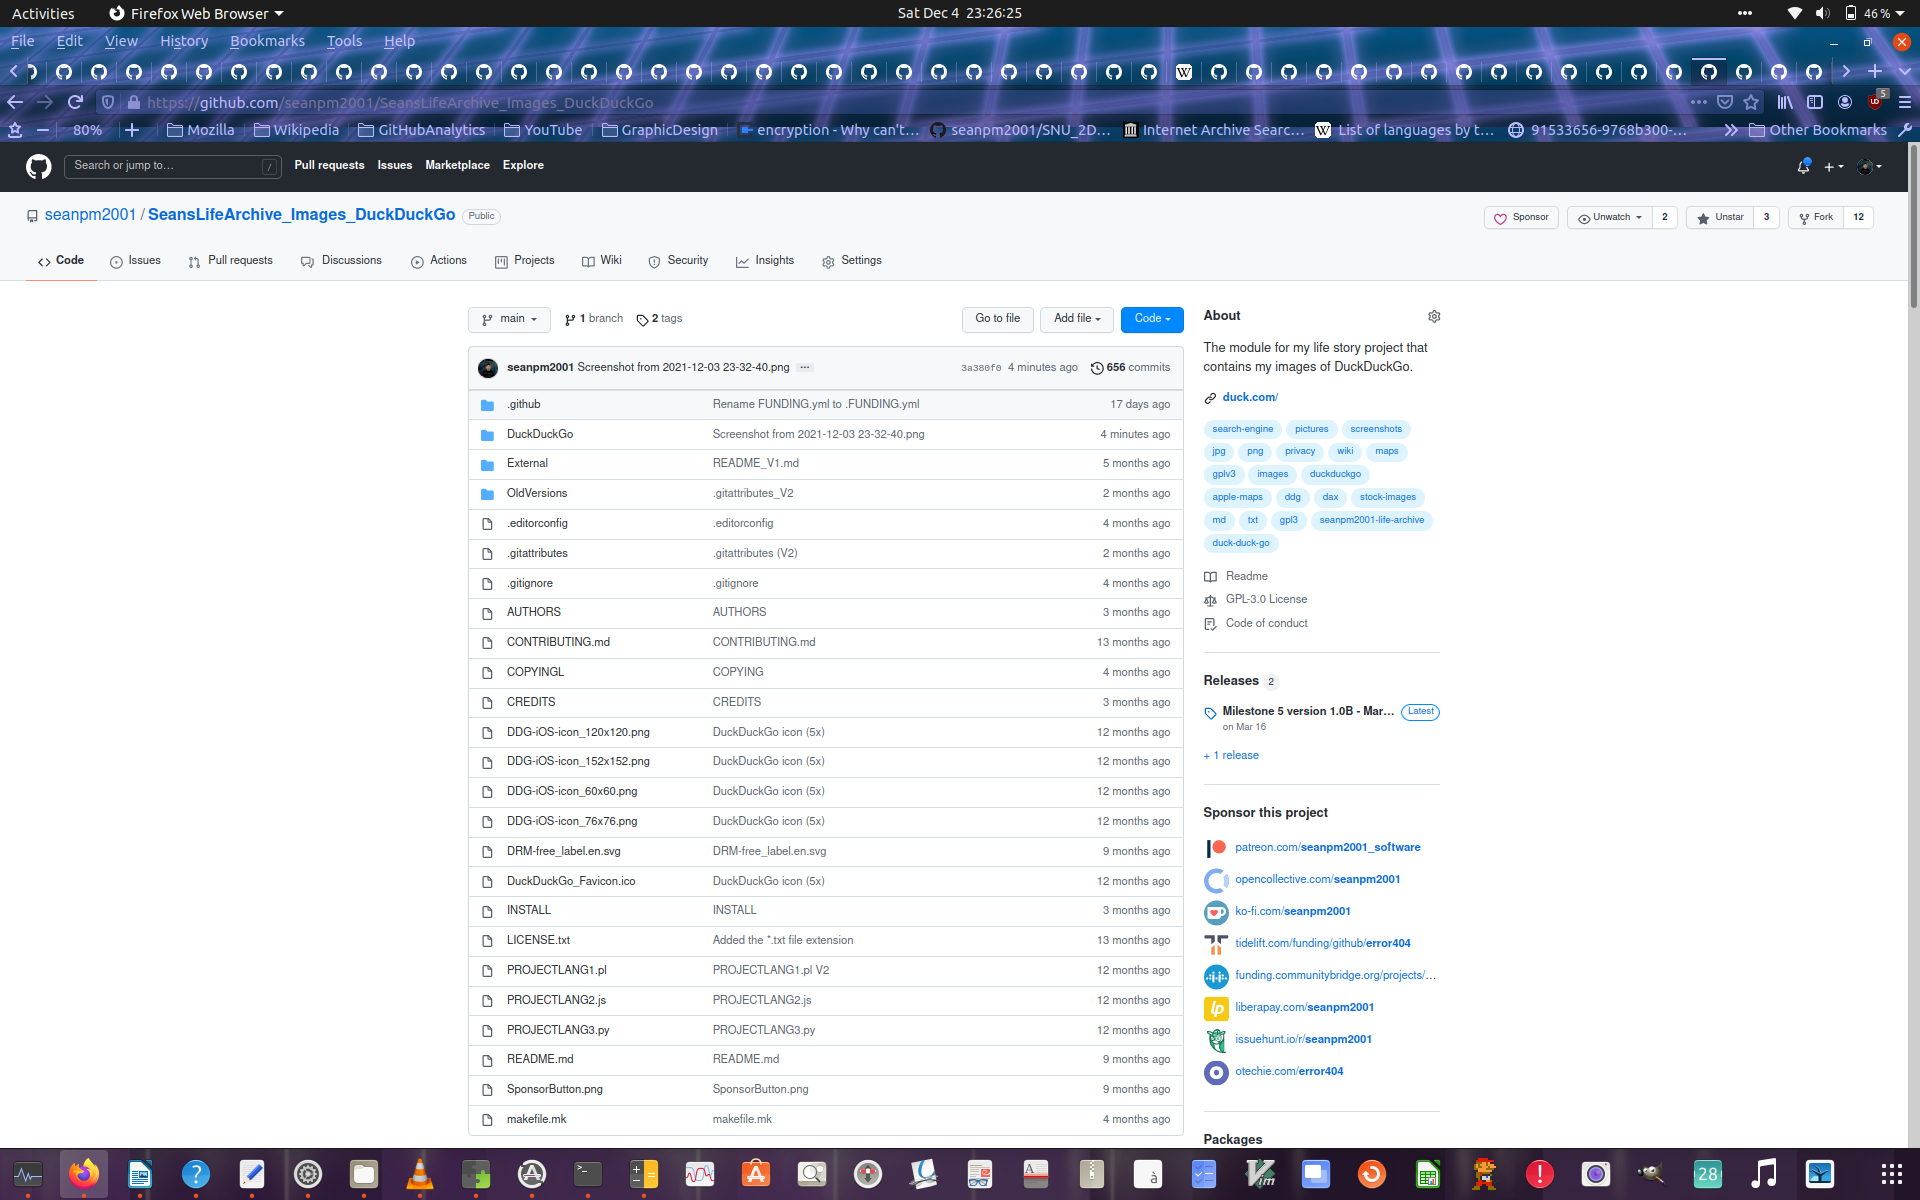 Activities Firefox Web Browser Sat Dec 4 23:26:25 46 %
File Edit View History Bookmarks Tools Help
https://github.com/seanpm2001/SeansLifeArchive_Images_DuckDuckGo 5
80% Mozilla Wikipedia GitHubAnalytics YouTube GraphicDesign encryption - Why can't... seanpm2001/SNU_2D... Internet Archive Searc... List of languages by t... 91533656-9768b300-... Other Bookmarks
Search or jump to... / Pull requests Issues Marketplace Explore
seanpm2001 / SeansLifeArchive_Images_DuckDuckGo Public Sponsor Unwatch 2 Unstar 3 Fork 12
Code Issues Pull requests Discussions Actions Projects Wiki Security Insights Settings
main 1 branch 2 tags Go to file Add file Code
seanpm2001 Screenshot from 2021-12-03 23-32-40.png ... 3a380f0 4 minutes ago 656 commits
.github Rename FUNDING.yml to .FUNDING.yml 17 days ago
DuckDuckGo Screenshot from 2021-12-03 23-32-40.png 4 minutes ago
External README_V1.md 5 months ago
OldVersions .gitattributes_V2 2 months ago
.editorconfig .editorconfig 4 months ago
.gitattributes .gitattributes (V2) 2 months ago
.gitignore .gitignore 4 months ago
AUTHORS AUTHORS 3 months ago
CONTRIBUTING.md CONTRIBUTING.md 13 months ago
COPYINGL COPYING 4 months ago
CREDITS CREDITS 3 months ago
DDG-iOS-icon_120x120.png DuckDuckGo icon (5x) 12 months ago
DDG-iOS-icon_152x152.png DuckDuckGo icon (5x) 12 months ago
DDG-iOS-icon_60x60.png DuckDuckGo icon (5x) 12 months ago
DDG-iOS-icon_76x76.png DuckDuckGo icon (5x) 12 months ago
DRM-free_label.en.svg DRM-free_label.en.svg 9 months ago
DuckDuckGo_Favicon.ico DuckDuckGo icon (5x) 12 months ago
INSTALL INSTALL 3 months ago
LICENSE.txt Added the *.txt file extension 13 months ago
PROJECTLANG1.pl PROJECTLANG1.pl V2 12 months ago
PROJECTLANG2.js PROJECTLANG2.js 12 months ago
PROJECTLANG3.py PROJECTLANG3.py 12 months ago
README.md README.md 9 months ago
SponsorButton.png SponsorButton.png 9 months ago
makefile.mk makefile.mk 4 months ago
About
The module for my life story project that
contains my images of DuckDuckGo.
duck.com/
search-engine pictures screenshots
jpg png privacy wiki maps
gplv3 images duckduckgo
apple-maps ddg dax stock-images
md txt gpl3 seanpm2001-life-archive
duck-duck-go
Readme
GPL-3.0 License
Code of conduct
Releases 2
Milestone 5 version 1.0B - Mar... Latest
on Mar 16
+ 1 release
Sponsor this project
patreon.com/seanpm2001_software
opencollective.com/seanpm2001
ko-fi.com/seanpm2001
tidelift.com/funding/github/error404
funding.communitybridge.org/projects/...
liberapay.com/seanpm2001
issuehunt.io/r/seanpm2001
otechie.com/error404
Packages
28